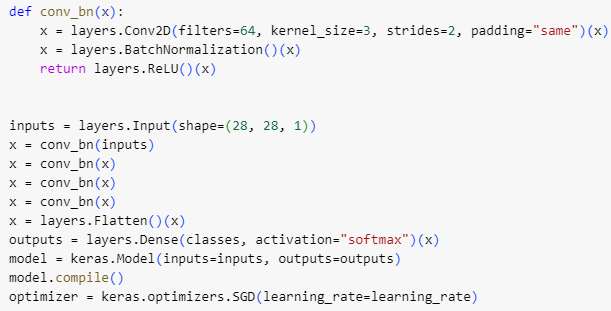 def conv_bn(x):
    x = layers.Conv2D(filters=64, kernel_size=3, strides=2, padding="same")(x)
    x = layers.BatchNormalization()(x)
    return layers.ReLU()(x)
inputs = layers.Input(shape=(28, 28, 1))
x = conv_bn(inputs)
x = conv_bn(x)
x = conv_bn(x)
x = conv_bn(x)
x = layers.Flatten()(x)
outputs = layers.Dense(classes, activation="softmax")(x)
model = keras.Model(inputs=inputs, outputs=outputs)
model.compile()
optimizer = keras.optimizers.SGD(learning_rate=learning_rate)